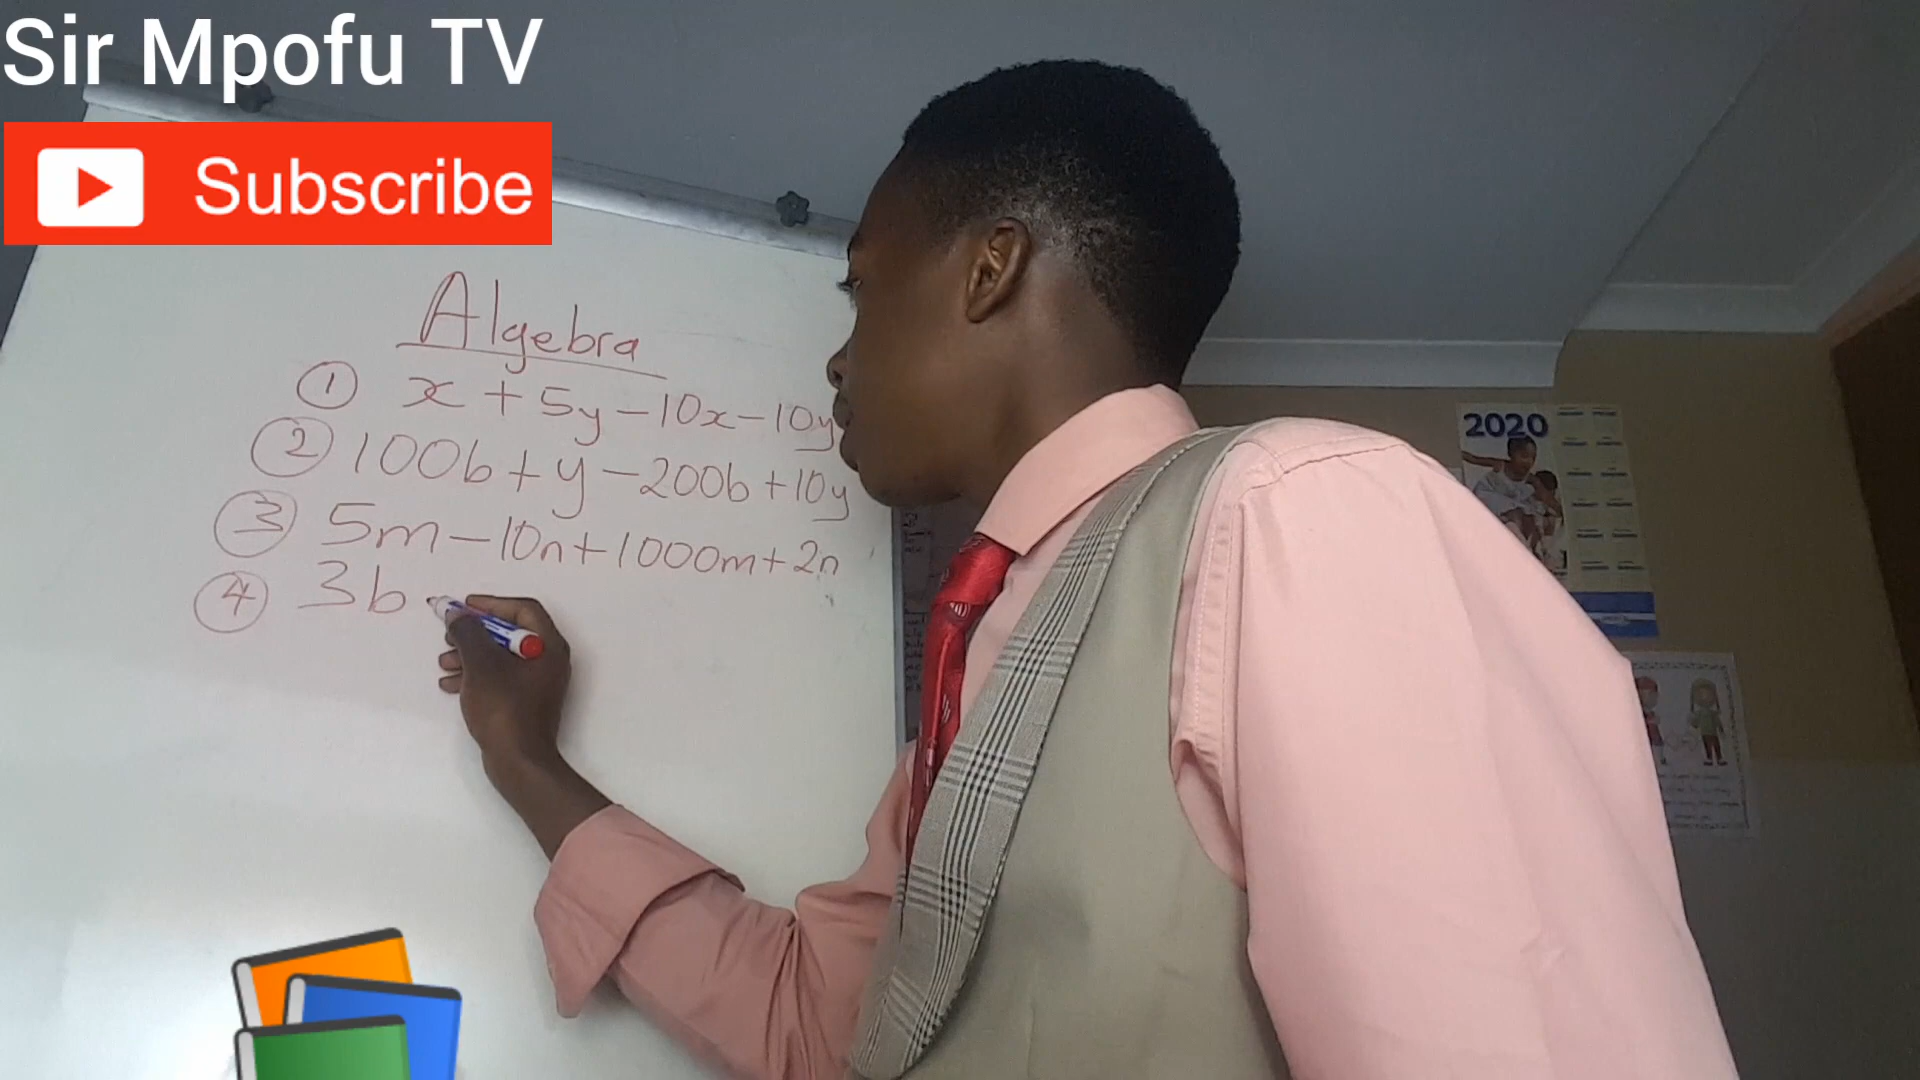 Sir Mpofu TV
Subscribe
Algebra
① x + 5y - 10x - 10y
② 100b + y - 200b + 10y
③ 5m - 10n + 1000m + 2n
④ 3b
2020